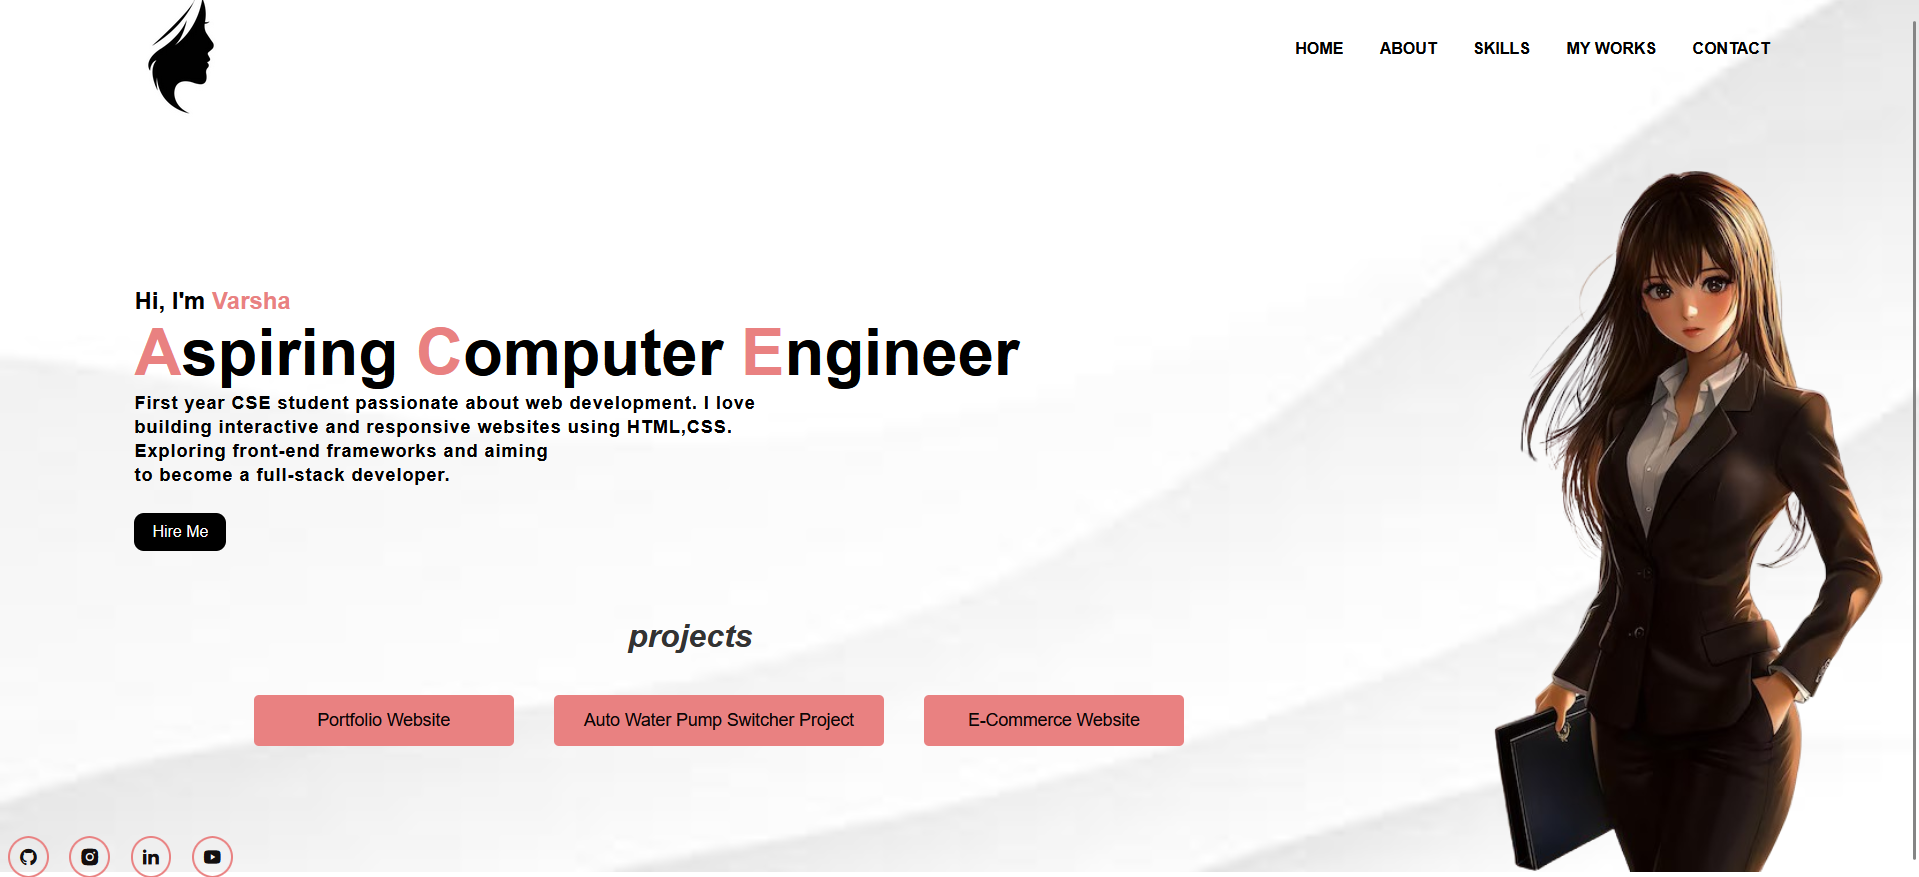 HOME ABOUT SKILLS MY WORKS CONTACT
Hi, I'm Varsha
Aspiring Computer Engineer
First year CSE student passionate about web development. I love
building interactive and responsive websites using HTML,CSS.
Exploring front-end frameworks and aiming
to become a full-stack developer.
Hire Me
projects
Portfolio Website Auto Water Pump Switcher Project E-Commerce Website
in